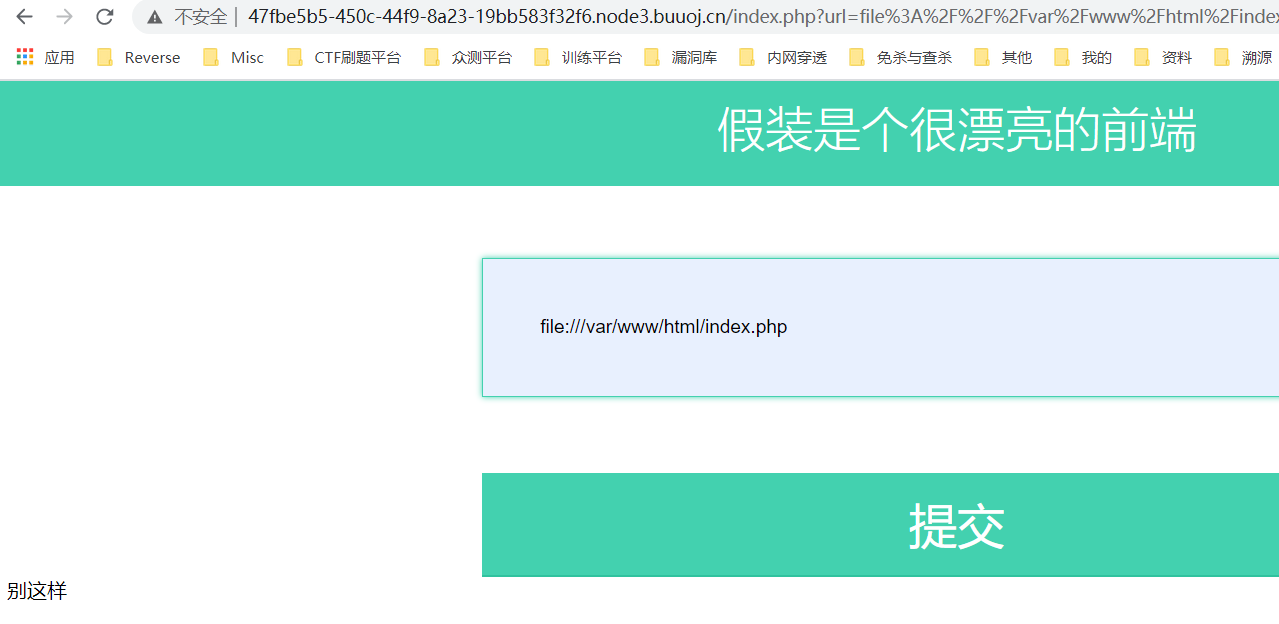 不安全 | 47fbe5b5-450c-44f9-8a23-19bb583f32f6.node3.buuoj.cn/index.php?url=file%3A%2F%2F%2Fvar%2Fwww%2Fhtml%2Finde
应用 Reverse Misc CTF刷题平台 众测平台 训练平台 漏洞库 内网穿透 免杀与查杀 其他 我的 资料 溯源
假装是个很漂亮的前端
file:///var/www/html/index.php
提交
别这样